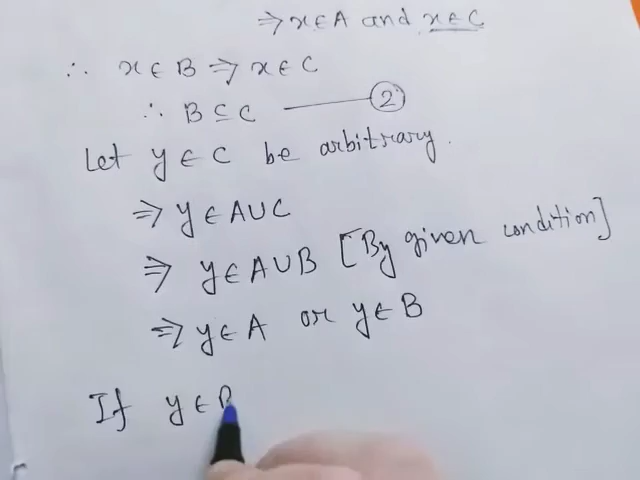 ⇒ x∈A and x∈C
∴ x∈B ⇒ x∈C
∴ B⊆C —— ②
Let y∈C be arbitrary.
⇒ y∈A∪C
⇒ y∈A∪B [By given condition]
⇒ y∈A or y∈B
If y∈